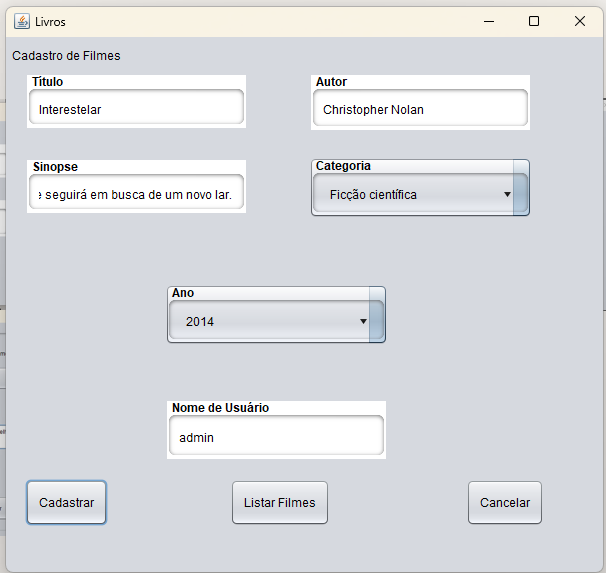 Livros
Cadastro de Filmes
Título
Autor
Interestelar
Christopher Nolan
Sinopse
Categoria
e seguirá em busca de um novo lar.
Ficção científica
Ano
2014
Nome de Usuário
admin
Cadastrar
Listar Filmes
Cancelar